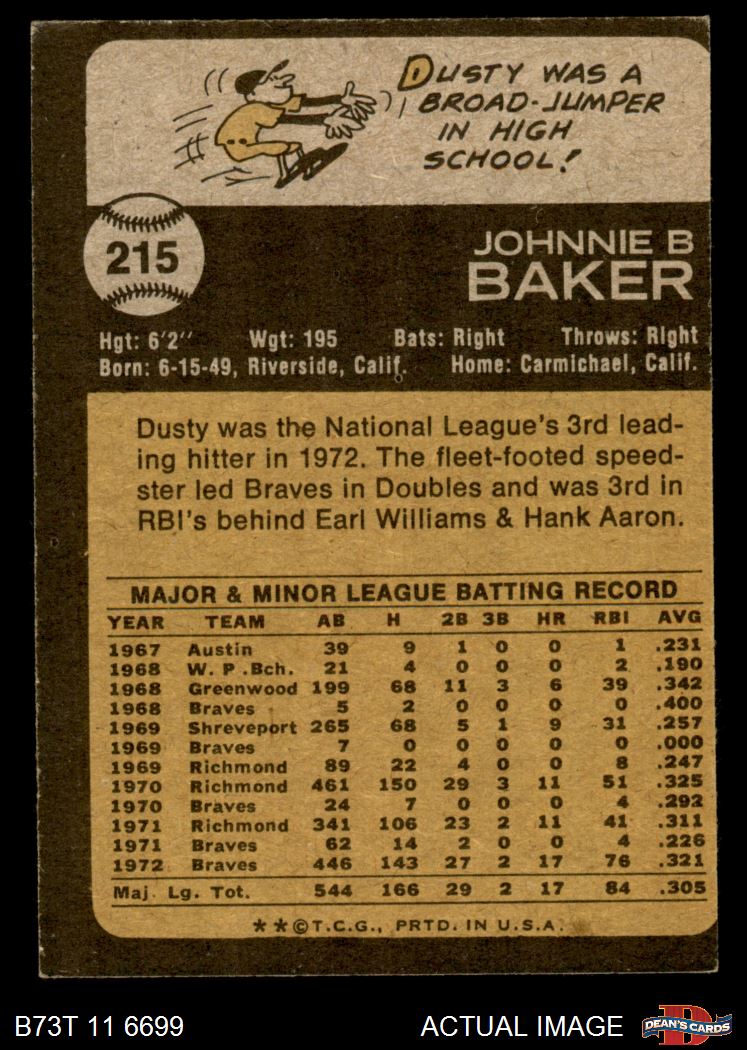 DUSTY WAS A
BROAD-JUMPER
IN HIGH
SCHOOL!
215
JOHNNIE B
BAKER
Hgt: 6'2" Wgt: 195 Bats: Right Throws: Right
Born: 6-15-49, Riverside, Calif. Home: Carmichael, Calif.
Dusty was the National League's 3rd lead-
ing hitter in 1972. The fleet-footed speed-
ster led Braves in Doubles and was 3rd in
RBI's behind Earl Williams & Hank Aaron.
MAJOR & MINOR LEAGUE BATTING RECORD
YEAR TEAM AB H 2B 3B HR RBI AVG
1967 Austin 39 9 1 0 0 1 .231
1968 W. P .Bch. 21 4 0 0 0 2 .190
1968 Greenwood 199 68 11 3 6 39 .342
1968 Braves 5 2 0 0 0 0 .400
1969 Shreveport 265 68 5 1 9 31 .257
1969 Braves 7 0 0 0 0 0 .000
1969 Richmond 89 22 4 0 0 8 .247
1970 Richmond 461 150 29 3 11 51 .325
1970 Braves 24 7 0 0 0 4 .292
1971 Richmond 341 106 23 2 11 41 .311
1971 Braves 62 14 2 0 0 4 .226
1972 Braves 446 143 27 2 17 76 .321
Maj. Lg. Tot. 544 166 29 2 17 84 .305
**©T.C.G., PRTD. IN U.S.A.
B73T 11 6699 ACTUAL IMAGE DEAN'S CARDS